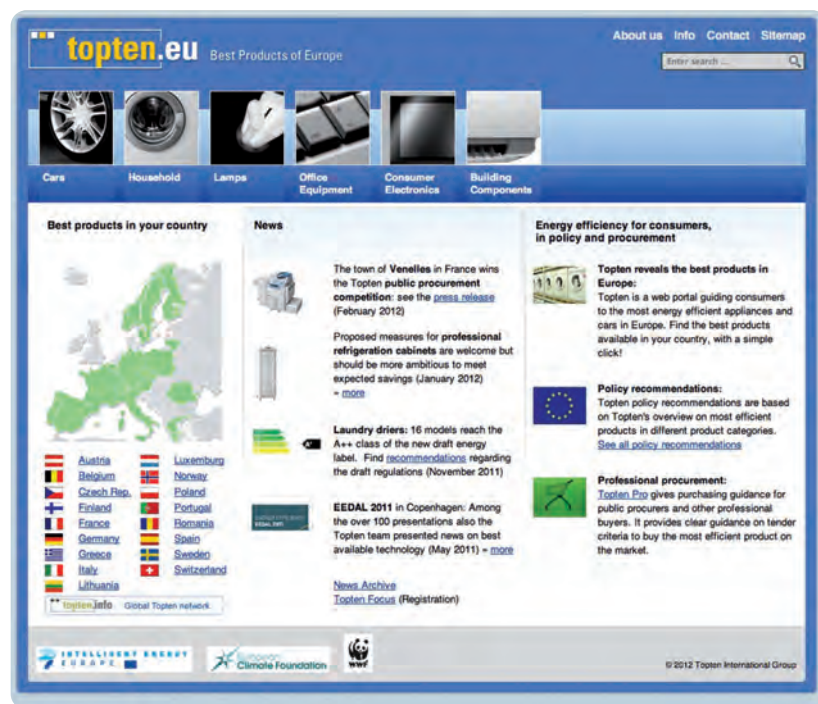 topten.eu Best Products of Europe
About us Info Contact Sitemap
Enter search ...
Cars
Household
Lamps
Office
Equipment
Consumer
Electronics
Building
Components
Best products in your country
Austria
Belgium
Czech Rep.
Finland
France
Germany
Greece
Italy
Lithuania
Luxemburg
Norway
Poland
Portugal
Romania
Spain
Sweden
Switzerland
topten.info Global Topten network
News
The town of Venelles in France wins
the Topten public procurement
competition: see the press release
(February 2012)
Proposed measures for professional
refrigeration cabinets are welcome but
should be more ambitious to meet
expected savings (January 2012)
» more
Laundry driers: 16 models reach the
A++ class of the new draft energy
label. Find recommendations regarding
the draft regulations (November 2011)
EEDAL 2011 in Copenhagen: Among
the over 100 presentations also the
Topten team presented news on best
available technology (May 2011) » more
News Archive
Topten Focus (Registration)
Energy efficiency for consumers,
in policy and procurement
Topten reveals the best products in
Europe:
Topten is a web portal guiding consumers
to the most energy efficient appliances and
cars in Europe. Find the best products
available in your country, with a simple
click!
Policy recommendations:
Topten policy recommendations are based
on Topten's overview on most efficient
products in different product categories.
See all policy recommendations
Professional procurement:
Topten Pro gives purchasing guidance for
public procurers and other professional
buyers. It provides clear guidance on tender
criteria to buy the most efficient product on
the market.
INTELLIGENT ENERGY
EUROPE
European
Climate Foundation
WWF
© 2012 Topten International Group